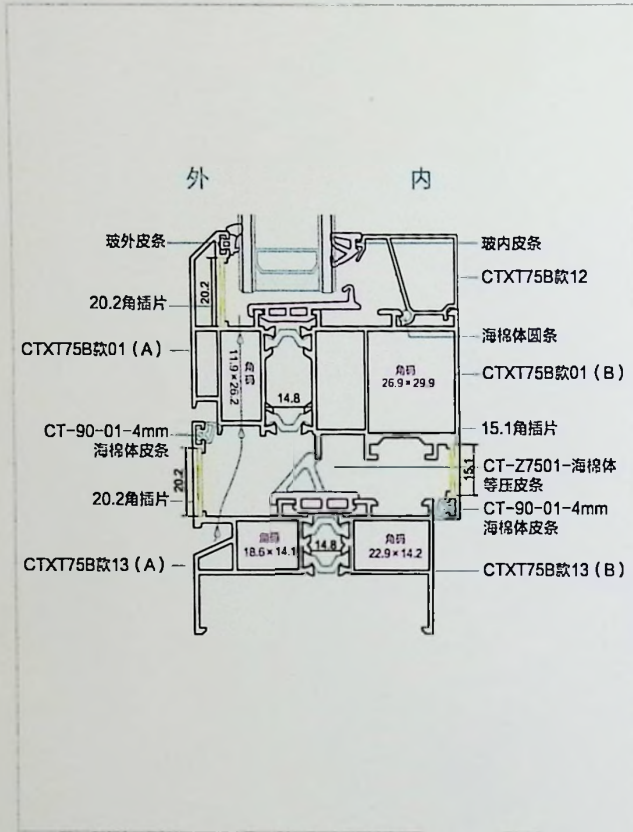 外
内
玻外皮条
玻内皮条
20.2
CTXT75B款12
20.2角插片
海棉体圆条
CTXT75B款01（A）
角码
11.9×26.2
14.8
角码
26.9×29.9
CTXT75B款01（B）
CT-90-01-4mm
海棉体皮条
15.1角插片
20.2
15.1
CT-Z7501-海棉体
等压皮条
20.2角插片
CT-90-01-4mm
海棉体皮条
角码
18.6×14.1
14.8
角码
22.9×14.2
CTXT75B款13（A）
CTXT75B款13（B）